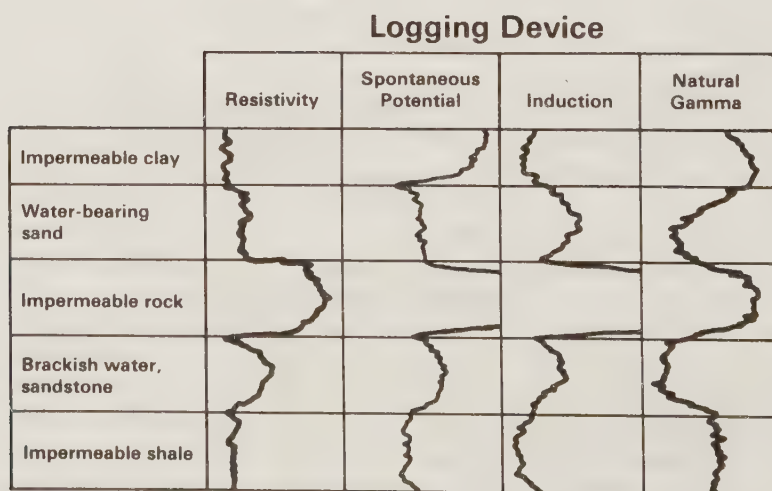 Logging Device
Resistivity
Spontaneous
Potential
Induction
Natural
Gamma
Impermeable clay
Water-bearing
sand
Impermeable rock
Brackish water,
sandstone
Impermeable shale